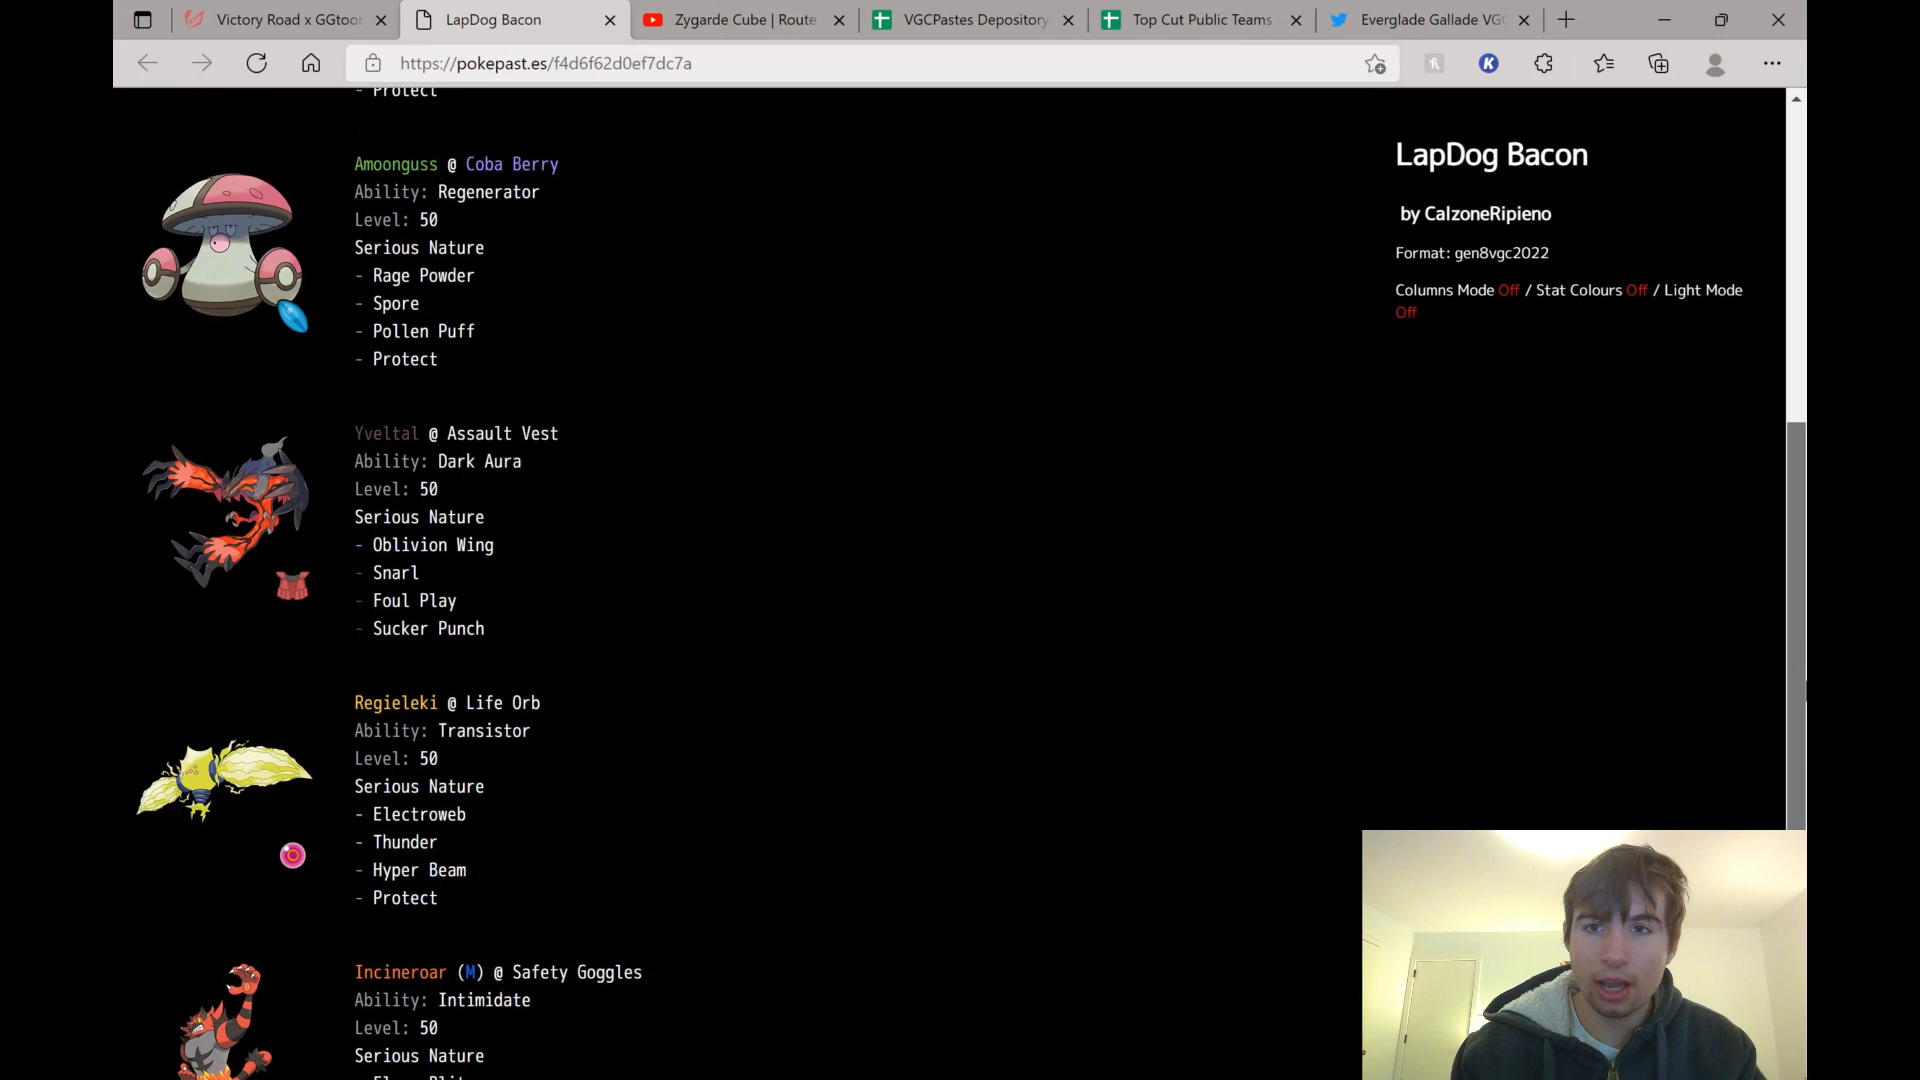 Victory Road x GGtoor
LapDog Bacon
Zygarde Cube | Route
VGCPastes Depository
Top Cut Public Teams
Everglade Gallade VGC
https://pokepast.es/f4d6f62d0ef7dc7a
- Protect
Amoonguss @ Coba Berry
Ability: Regenerator
Level: 50
Serious Nature
- Rage Powder
- Spore
- Pollen Puff
- Protect
Yveltal @ Assault Vest
Ability: Dark Aura
Level: 50
Serious Nature
- Oblivion Wing
- Snarl
- Foul Play
- Sucker Punch
Regieleki @ Life Orb
Ability: Transistor
Level: 50
Serious Nature
- Electroweb
- Thunder
- Hyper Beam
- Protect
Incineroar (M) @ Safety Goggles
Ability: Intimidate
Level: 50
Serious Nature
LapDog Bacon
by CalzoneRipieno
Format: gen8vgc2022
Columns Mode Off / Stat Colours Off / Light Mode
Off